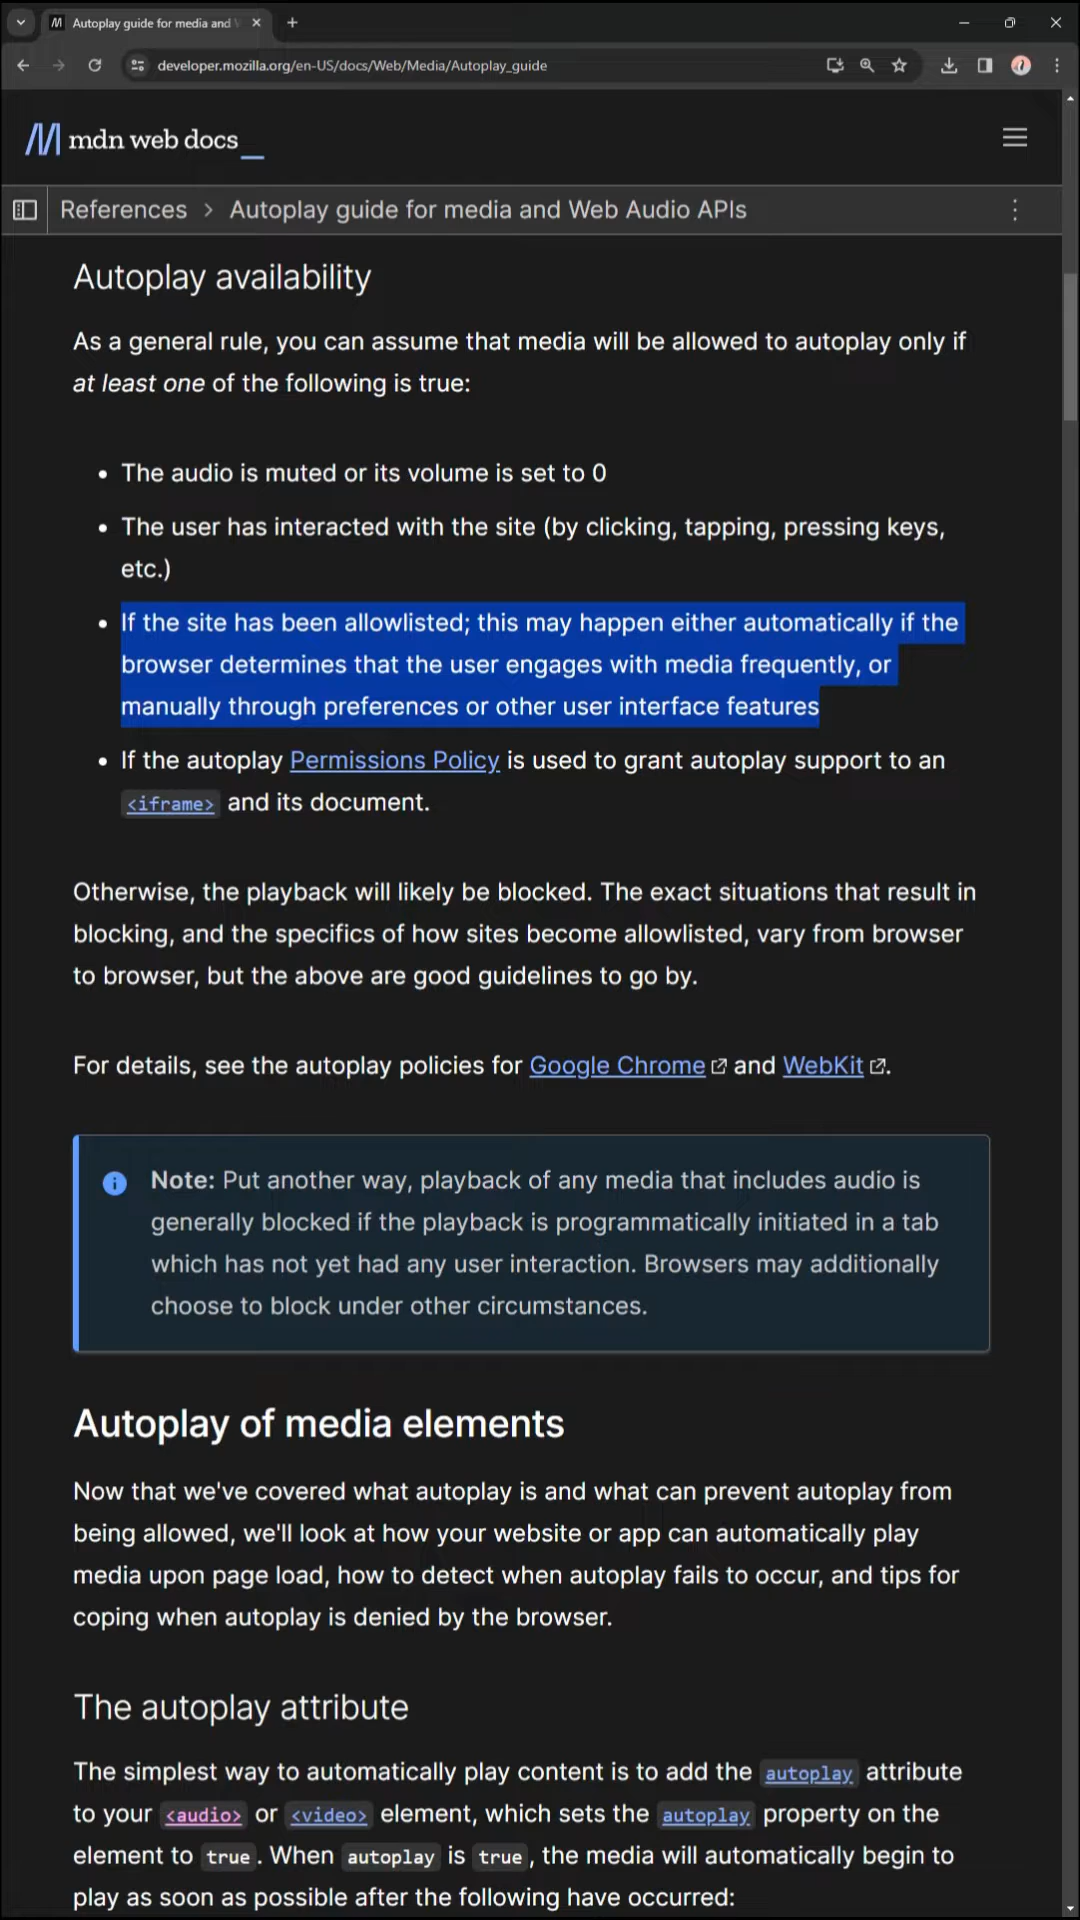 Autoplay guide for media and
developer.mozilla.org/en-US/docs/Web/Media/Autoplay_guide
mdn web docs_
References > Autoplay guide for media and Web Audio APIs
Autoplay availability
As a general rule, you can assume that media will be allowed to autoplay only if
at least one of the following is true:
• The audio is muted or its volume is set to 0
• The user has interacted with the site (by clicking, tapping, pressing keys,
etc.)
• If the site has been allowlisted; this may happen either automatically if the
browser determines that the user engages with media frequently, or
manually through preferences or other user interface features
• If the autoplay Permissions Policy is used to grant autoplay support to an
<iframe> and its document.
Otherwise, the playback will likely be blocked. The exact situations that result in
blocking, and the specifics of how sites become allowlisted, vary from browser
to browser, but the above are good guidelines to go by.
For details, see the autoplay policies for Google Chrome and WebKit.
Note: Put another way, playback of any media that includes audio is
generally blocked if the playback is programmatically initiated in a tab
which has not yet had any user interaction. Browsers may additionally
choose to block under other circumstances.
Autoplay of media elements
Now that we've covered what autoplay is and what can prevent autoplay from
being allowed, we'll look at how your website or app can automatically play
media upon page load, how to detect when autoplay fails to occur, and tips for
coping when autoplay is denied by the browser.
The autoplay attribute
The simplest way to automatically play content is to add the autoplay attribute
to your <audio> or <video> element, which sets the autoplay property on the
element to true. When autoplay is true, the media will automatically begin to
play as soon as possible after the following have occurred: